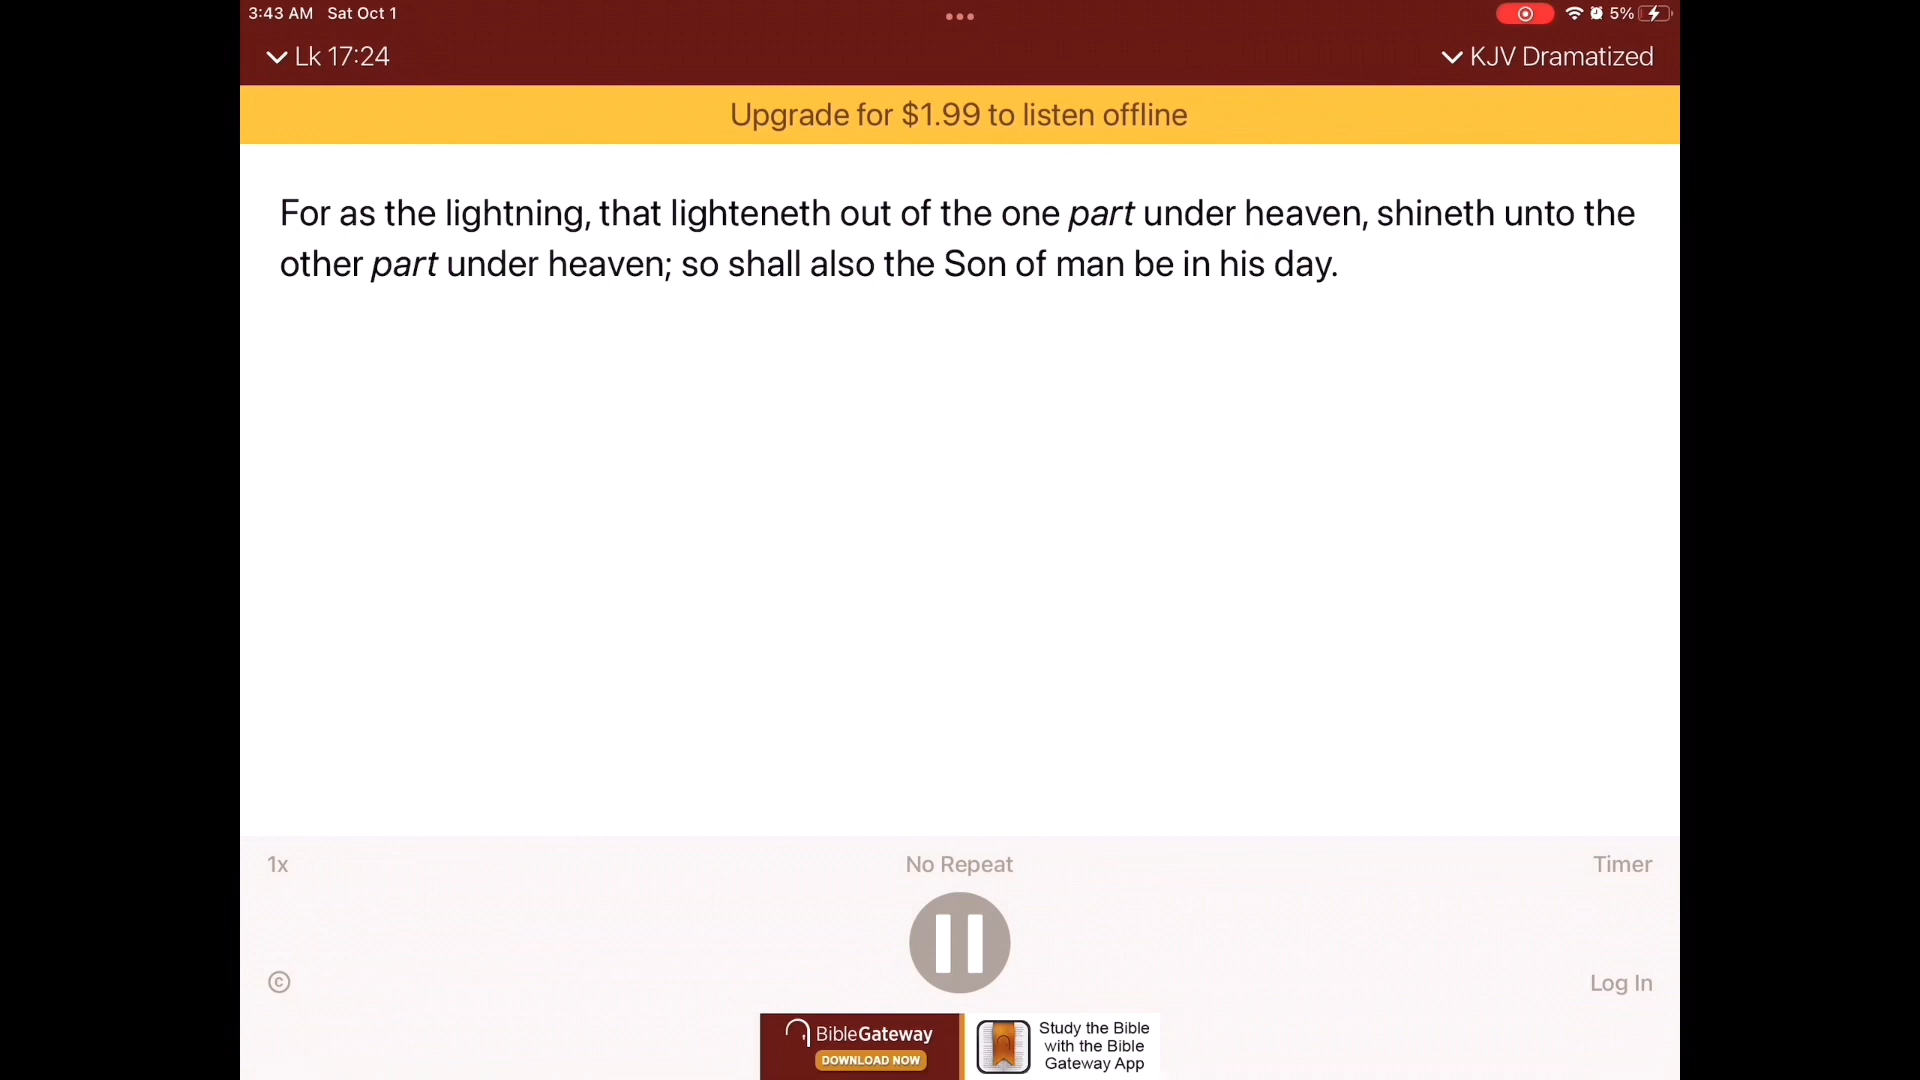 3:43 AM Sat Oct 1
5%
Lk 17:24
KJV Dramatized
Upgrade for $1.99 to listen offline
For as the lightning, that lighteneth out of the one part under heaven, shineth unto the
other part under heaven; so shall also the Son of man be in his day.
1x
No Repeat
Timer
©
Log In
BibleGateway
DOWNLOAD NOW
Study the Bible
with the Bible
Gateway App